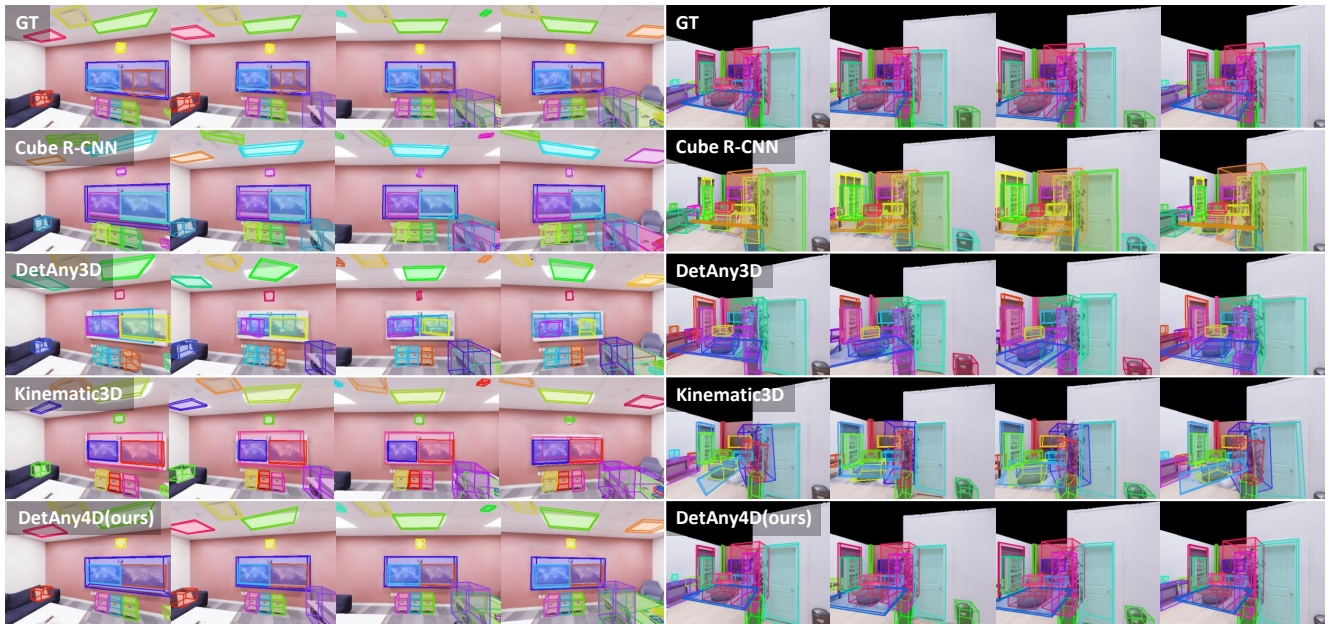 GT
GT
Cube R-CNN
Cube R-CNN
DetAny3D
DetAny3D
Kinematic3D
Kinematic3D
DetAny4D(ours)
DetAny4D(ours)